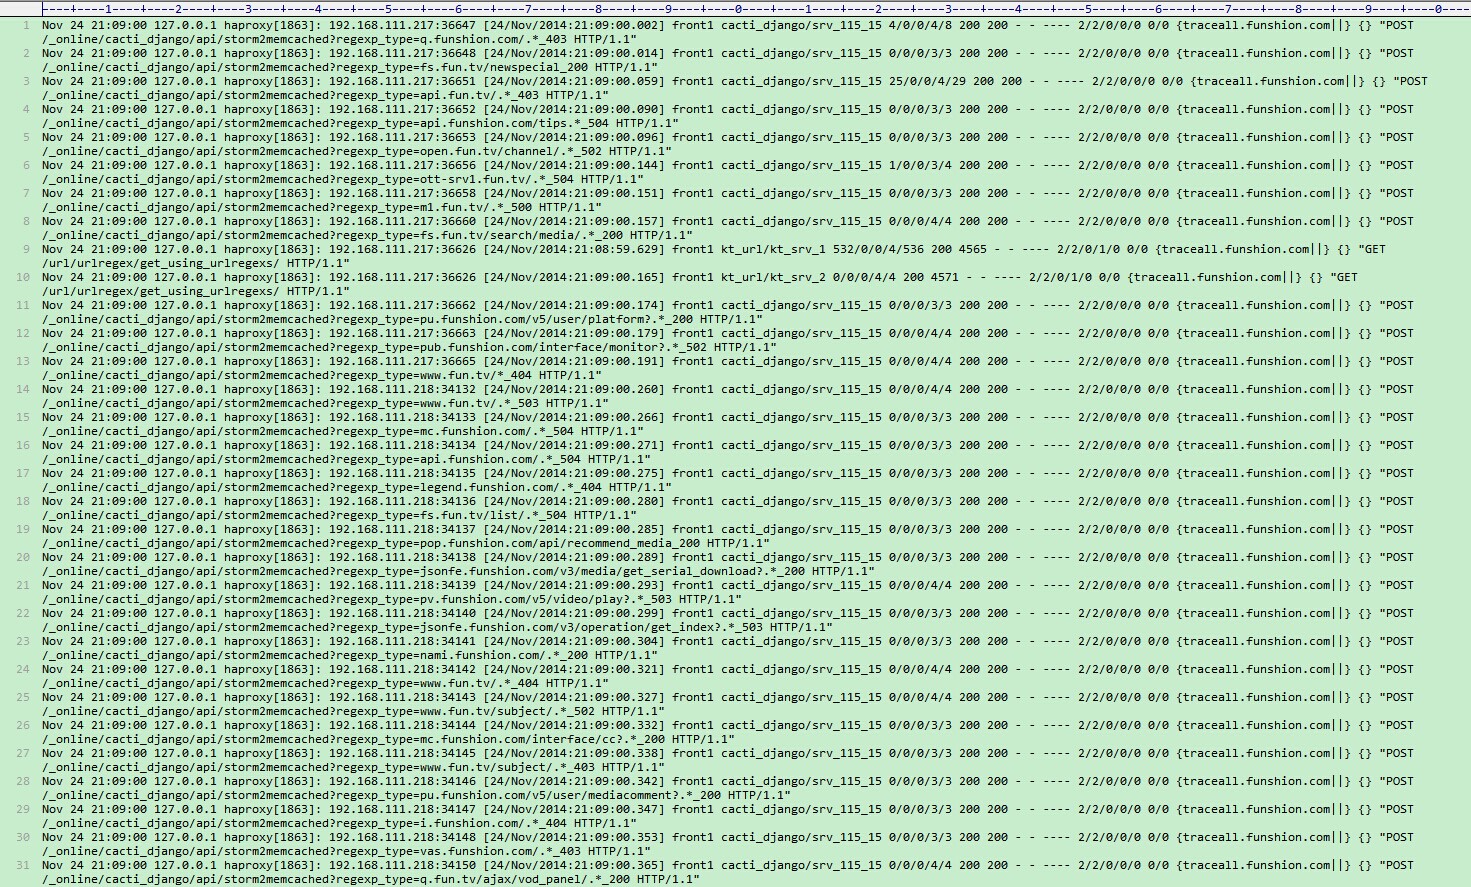 ----|----1----|----2----|----3----|----4----|----5----|----6----|----7----|----8----|----9----|----0----|----1----|----2----|----3----|----4----|----5----|----6----|----7----|----8----|----9----|----0----|
1 Nov 24 21:09:00 127.0.0.1 haproxy[1863]: 192.168.111.217:36647 [24/Nov/2014:21:09:00.002] front1 cacti_django/srv_115_15 4/0/0/4/8 200 200 - - ---- 2/2/0/0/0 0/0 {traceall.funshion.com||} {} "POST
/_online/cacti_django/api/storm2memcached?regexp_type=q.funshion.com/.*_403 HTTP/1.1"
2 Nov 24 21:09:00 127.0.0.1 haproxy[1863]: 192.168.111.217:36648 [24/Nov/2014:21:09:00.014] front1 cacti_django/srv_115_15 0/0/0/3/3 200 200 - - ---- 2/2/0/0/0 0/0 {traceall.funshion.com||} {} "POST
/_online/cacti_django/api/storm2memcached?regexp_type=fs.fun.tv/newspecial_200 HTTP/1.1"
3 Nov 24 21:09:00 127.0.0.1 haproxy[1863]: 192.168.111.217:36651 [24/Nov/2014:21:09:00.059] front1 cacti_django/srv_115_15 25/0/0/4/29 200 200 - - ---- 2/2/0/0/0 0/0 {traceall.funshion.com||} {} "POST
/_online/cacti_django/api/storm2memcached?regexp_type=api.fun.tv/.*_403 HTTP/1.1"
4 Nov 24 21:09:00 127.0.0.1 haproxy[1863]: 192.168.111.217:36652 [24/Nov/2014:21:09:00.090] front1 cacti_django/srv_115_15 0/0/0/3/3 200 200 - - ---- 2/2/0/0/0 0/0 {traceall.funshion.com||} {} "POST
/_online/cacti_django/api/storm2memcached?regexp_type=api.funshion.com/tips.*_504 HTTP/1.1"
5 Nov 24 21:09:00 127.0.0.1 haproxy[1863]: 192.168.111.217:36653 [24/Nov/2014:21:09:00.096] front1 cacti_django/srv_115_15 0/0/0/3/3 200 200 - - ---- 2/2/0/0/0 0/0 {traceall.funshion.com||} {} "POST
/_online/cacti_django/api/storm2memcached?regexp_type=open.fun.tv/channel/.*_502 HTTP/1.1"
6 Nov 24 21:09:00 127.0.0.1 haproxy[1863]: 192.168.111.217:36656 [24/Nov/2014:21:09:00.144] front1 cacti_django/srv_115_15 1/0/0/3/4 200 200 - - ---- 2/2/0/0/0 0/0 {traceall.funshion.com||} {} "POST
/_online/cacti_django/api/storm2memcached?regexp_type=ott-srv1.fun.tv/.*_504 HTTP/1.1"
7 Nov 24 21:09:00 127.0.0.1 haproxy[1863]: 192.168.111.217:36658 [24/Nov/2014:21:09:00.151] front1 cacti_django/srv_115_15 0/0/0/3/3 200 200 - - ---- 2/2/0/0/0 0/0 {traceall.funshion.com||} {} "POST
/_online/cacti_django/api/storm2memcached?regexp_type=m1.fun.tv/.*_500 HTTP/1.1"
8 Nov 24 21:09:00 127.0.0.1 haproxy[1863]: 192.168.111.217:36660 [24/Nov/2014:21:09:00.157] front1 cacti_django/srv_115_15 0/0/0/4/4 200 200 - - ---- 2/2/0/0/0 0/0 {traceall.funshion.com||} {} "POST
/_online/cacti_django/api/storm2memcached?regexp_type=fs.fun.tv/search/media/.*_200 HTTP/1.1"
9 Nov 24 21:09:00 127.0.0.1 haproxy[1863]: 192.168.111.217:36626 [24/Nov/2014:21:08:59.629] front1 kt_url/kt_srv_1 532/0/0/4/536 200 4565 - - ---- 2/2/0/1/0 0/0 {traceall.funshion.com||} {} "GET
/url/urlregex/get_using_urlregexs/ HTTP/1.1"
10 Nov 24 21:09:00 127.0.0.1 haproxy[1863]: 192.168.111.217:36626 [24/Nov/2014:21:09:00.165] front1 kt_url/kt_srv_2 0/0/0/4/4 200 4571 - - ---- 2/2/0/1/0 0/0 {traceall.funshion.com||} {} "GET
/url/urlregex/get_using_urlregexs/ HTTP/1.1"
11 Nov 24 21:09:00 127.0.0.1 haproxy[1863]: 192.168.111.217:36662 [24/Nov/2014:21:09:00.174] front1 cacti_django/srv_115_15 0/0/0/3/3 200 200 - - ---- 2/2/0/0/0 0/0 {traceall.funshion.com||} {} "POST
/_online/cacti_django/api/storm2memcached?regexp_type=pu.funshion.com/v5/user/platform?.*_200 HTTP/1.1"
12 Nov 24 21:09:00 127.0.0.1 haproxy[1863]: 192.168.111.217:36663 [24/Nov/2014:21:09:00.179] front1 cacti_django/srv_115_15 0/0/0/4/4 200 200 - - ---- 2/2/0/0/0 0/0 {traceall.funshion.com||} {} "POST
/_online/cacti_django/api/storm2memcached?regexp_type=pub.funshion.com/interface/monitor?.*_502 HTTP/1.1"
13 Nov 24 21:09:00 127.0.0.1 haproxy[1863]: 192.168.111.217:36665 [24/Nov/2014:21:09:00.191] front1 cacti_django/srv_115_15 0/0/0/4/4 200 200 - - ---- 2/2/0/0/0 0/0 {traceall.funshion.com||} {} "POST
/_online/cacti_django/api/storm2memcached?regexp_type=www.fun.tv/*_404 HTTP/1.1"
14 Nov 24 21:09:00 127.0.0.1 haproxy[1863]: 192.168.111.218:34132 [24/Nov/2014:21:09:00.260] front1 cacti_django/srv_115_15 0/0/0/4/4 200 200 - - ---- 2/2/0/0/0 0/0 {traceall.funshion.com||} {} "POST
/_online/cacti_django/api/storm2memcached?regexp_type=www.fun.tv/.*_503 HTTP/1.1"
15 Nov 24 21:09:00 127.0.0.1 haproxy[1863]: 192.168.111.218:34133 [24/Nov/2014:21:09:00.266] front1 cacti_django/srv_115_15 0/0/0/3/3 200 200 - - ---- 2/2/0/0/0 0/0 {traceall.funshion.com||} {} "POST
/_online/cacti_django/api/storm2memcached?regexp_type=mc.funshion.com/.*_504 HTTP/1.1"
16 Nov 24 21:09:00 127.0.0.1 haproxy[1863]: 192.168.111.218:34134 [24/Nov/2014:21:09:00.271] front1 cacti_django/srv_115_15 0/0/0/3/3 200 200 - - ---- 2/2/0/0/0 0/0 {traceall.funshion.com||} {} "POST
/_online/cacti_django/api/storm2memcached?regexp_type=api.funshion.com/.*_504 HTTP/1.1"
17 Nov 24 21:09:00 127.0.0.1 haproxy[1863]: 192.168.111.218:34135 [24/Nov/2014:21:09:00.275] front1 cacti_django/srv_115_15 0/0/0/3/3 200 200 - - ---- 2/2/0/0/0 0/0 {traceall.funshion.com||} {} "POST
/_online/cacti_django/api/storm2memcached?regexp_type=legend.funshion.com/.*_404 HTTP/1.1"
18 Nov 24 21:09:00 127.0.0.1 haproxy[1863]: 192.168.111.218:34136 [24/Nov/2014:21:09:00.280] front1 cacti_django/srv_115_15 0/0/0/3/3 200 200 - - ---- 2/2/0/0/0 0/0 {traceall.funshion.com||} {} "POST
/_online/cacti_django/api/storm2memcached?regexp_type=fs.fun.tv/list/.*_504 HTTP/1.1"
19 Nov 24 21:09:00 127.0.0.1 haproxy[1863]: 192.168.111.218:34137 [24/Nov/2014:21:09:00.285] front1 cacti_django/srv_115_15 0/0/0/3/3 200 200 - - ---- 2/2/0/0/0 0/0 {traceall.funshion.com||} {} "POST
/_online/cacti_django/api/storm2memcached?regexp_type=pop.funshion.com/api/recommend_media_200 HTTP/1.1"
20 Nov 24 21:09:00 127.0.0.1 haproxy[1863]: 192.168.111.218:34138 [24/Nov/2014:21:09:00.289] front1 cacti_django/srv_115_15 0/0/0/3/3 200 200 - - ---- 2/2/0/0/0 0/0 {traceall.funshion.com||} {} "POST
/_online/cacti_django/api/storm2memcached?regexp_type=jsonfe.funshion.com/v3/media/get_serial_download?.*_200 HTTP/1.1"
21 Nov 24 21:09:00 127.0.0.1 haproxy[1863]: 192.168.111.218:34139 [24/Nov/2014:21:09:00.293] front1 cacti_django/srv_115_15 0/0/0/4/4 200 200 - - ---- 2/2/0/0/0 0/0 {traceall.funshion.com||} {} "POST
/_online/cacti_django/api/storm2memcached?regexp_type=pv.funshion.com/v5/video/play?.*_503 HTTP/1.1"
22 Nov 24 21:09:00 127.0.0.1 haproxy[1863]: 192.168.111.218:34140 [24/Nov/2014:21:09:00.299] front1 cacti_django/srv_115_15 0/0/0/3/3 200 200 - - ---- 2/2/0/0/0 0/0 {traceall.funshion.com||} {} "POST
/_online/cacti_django/api/storm2memcached?regexp_type=jsonfe.funshion.com/v3/operation/get_index?.*_503 HTTP/1.1"
23 Nov 24 21:09:00 127.0.0.1 haproxy[1863]: 192.168.111.218:34141 [24/Nov/2014:21:09:00.304] front1 cacti_django/srv_115_15 0/0/0/3/3 200 200 - - ---- 2/2/0/0/0 0/0 {traceall.funshion.com||} {} "POST
/_online/cacti_django/api/storm2memcached?regexp_type=nami.funshion.com/.*_200 HTTP/1.1"
24 Nov 24 21:09:00 127.0.0.1 haproxy[1863]: 192.168.111.218:34142 [24/Nov/2014:21:09:00.321] front1 cacti_django/srv_115_15 0/0/0/4/4 200 200 - - ---- 2/2/0/0/0 0/0 {traceall.funshion.com||} {} "POST
/_online/cacti_django/api/storm2memcached?regexp_type=www.fun.tv/.*_404 HTTP/1.1"
25 Nov 24 21:09:00 127.0.0.1 haproxy[1863]: 192.168.111.218:34143 [24/Nov/2014:21:09:00.327] front1 cacti_django/srv_115_15 0/0/0/4/4 200 200 - - ---- 2/2/0/0/0 0/0 {traceall.funshion.com||} {} "POST
/_online/cacti_django/api/storm2memcached?regexp_type=www.fun.tv/subject/.*_502 HTTP/1.1"
26 Nov 24 21:09:00 127.0.0.1 haproxy[1863]: 192.168.111.218:34144 [24/Nov/2014:21:09:00.332] front1 cacti_django/srv_115_15 0/0/0/3/3 200 200 - - ---- 2/2/0/0/0 0/0 {traceall.funshion.com||} {} "POST
/_online/cacti_django/api/storm2memcached?regexp_type=mc.funshion.com/interface/cc?.*_200 HTTP/1.1"
27 Nov 24 21:09:00 127.0.0.1 haproxy[1863]: 192.168.111.218:34145 [24/Nov/2014:21:09:00.338] front1 cacti_django/srv_115_15 0/0/0/3/3 200 200 - - ---- 2/2/0/0/0 0/0 {traceall.funshion.com||} {} "POST
/_online/cacti_django/api/storm2memcached?regexp_type=www.fun.tv/subject/.*_403 HTTP/1.1"
28 Nov 24 21:09:00 127.0.0.1 haproxy[1863]: 192.168.111.218:34146 [24/Nov/2014:21:09:00.342] front1 cacti_django/srv_115_15 0/0/0/3/3 200 200 - - ---- 2/2/0/0/0 0/0 {traceall.funshion.com||} {} "POST
/_online/cacti_django/api/storm2memcached?regexp_type=pu.funshion.com/v5/user/mediacomment?.*_200 HTTP/1.1"
29 Nov 24 21:09:00 127.0.0.1 haproxy[1863]: 192.168.111.218:34147 [24/Nov/2014:21:09:00.347] front1 cacti_django/srv_115_15 0/0/0/3/3 200 200 - - ---- 2/2/0/0/0 0/0 {traceall.funshion.com||} {} "POST
/_online/cacti_django/api/storm2memcached?regexp_type=i.funshion.com/.*_404 HTTP/1.1"
30 Nov 24 21:09:00 127.0.0.1 haproxy[1863]: 192.168.111.218:34148 [24/Nov/2014:21:09:00.353] front1 cacti_django/srv_115_15 0/0/0/3/3 200 200 - - ---- 2/2/0/0/0 0/0 {traceall.funshion.com||} {} "POST
/_online/cacti_django/api/storm2memcached?regexp_type=vas.funshion.com/.*_403 HTTP/1.1"
31 Nov 24 21:09:00 127.0.0.1 haproxy[1863]: 192.168.111.218:34150 [24/Nov/2014:21:09:00.365] front1 cacti_django/srv_115_15 0/0/0/4/4 200 200 - - ---- 2/2/0/0/0 0/0 {traceall.funshion.com||} {} "POST
/_online/cacti_django/api/storm2memcached?regexp_type=q.fun.tv/ajax/vod_panel/.*_200 HTTP/1.1"